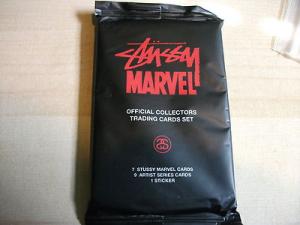 STÜSSY
MARVEL
OFFICIAL COLLECTORS
TRADING CARDS SET
7 STUSSY MARVEL CARDS
9 ARTIST SERIES CARDS
1 STICKER